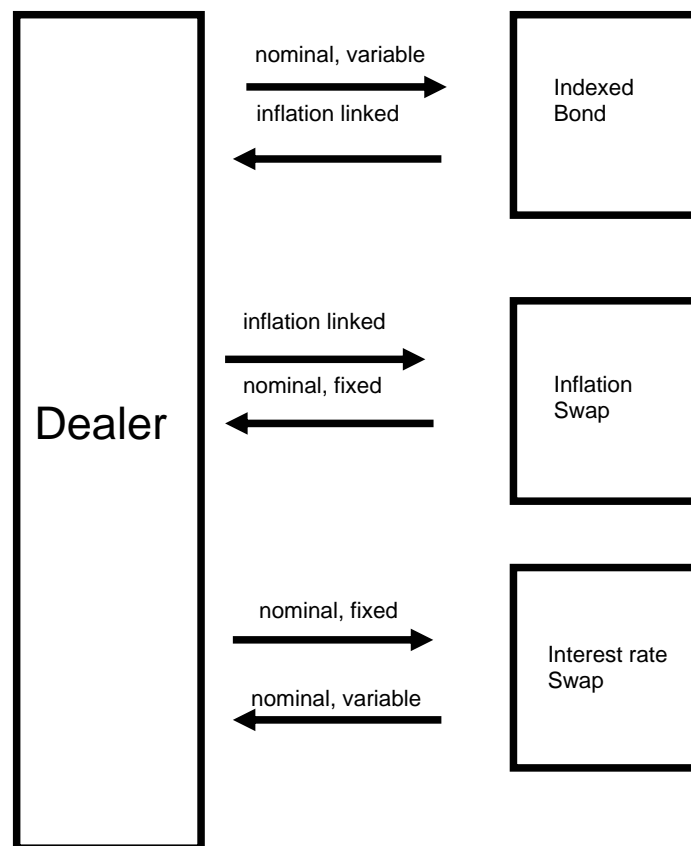 nominal, variable
Indexed
Bond
inflation linked
inflation linked
nominal, fixed
Inflation
Swap
Dealer
nominal, fixed
Interest rate
Swap
nominal, variable